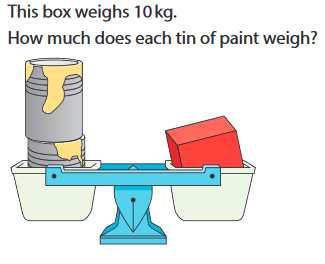 This box weighs 10 kg.
How much does each tin of paint weigh?